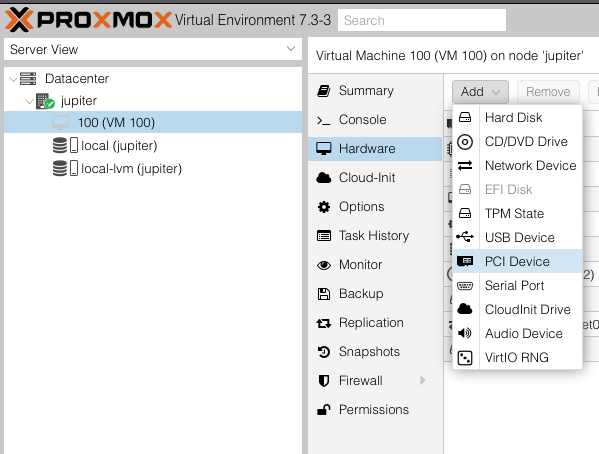 PROXMOX Virtual Environment 7.3-3 Search
Server View
Datacenter
jupiter
100 (VM 100)
local (jupiter)
local-lvm (jupiter)
Virtual Machine 100 (VM 100) on node 'jupiter'
Summary
Console
Hardware
Cloud-Init
Options
Task History
Monitor
Backup
Replication
Snapshots
Firewall
Permissions
Add Remove
Hard Disk
CD/DVD Drive
Network Device
EFI Disk
TPM State
USB Device
PCI Device
Serial Port
CloudInit Drive
Audio Device
VirtIO RNG
2)
et0